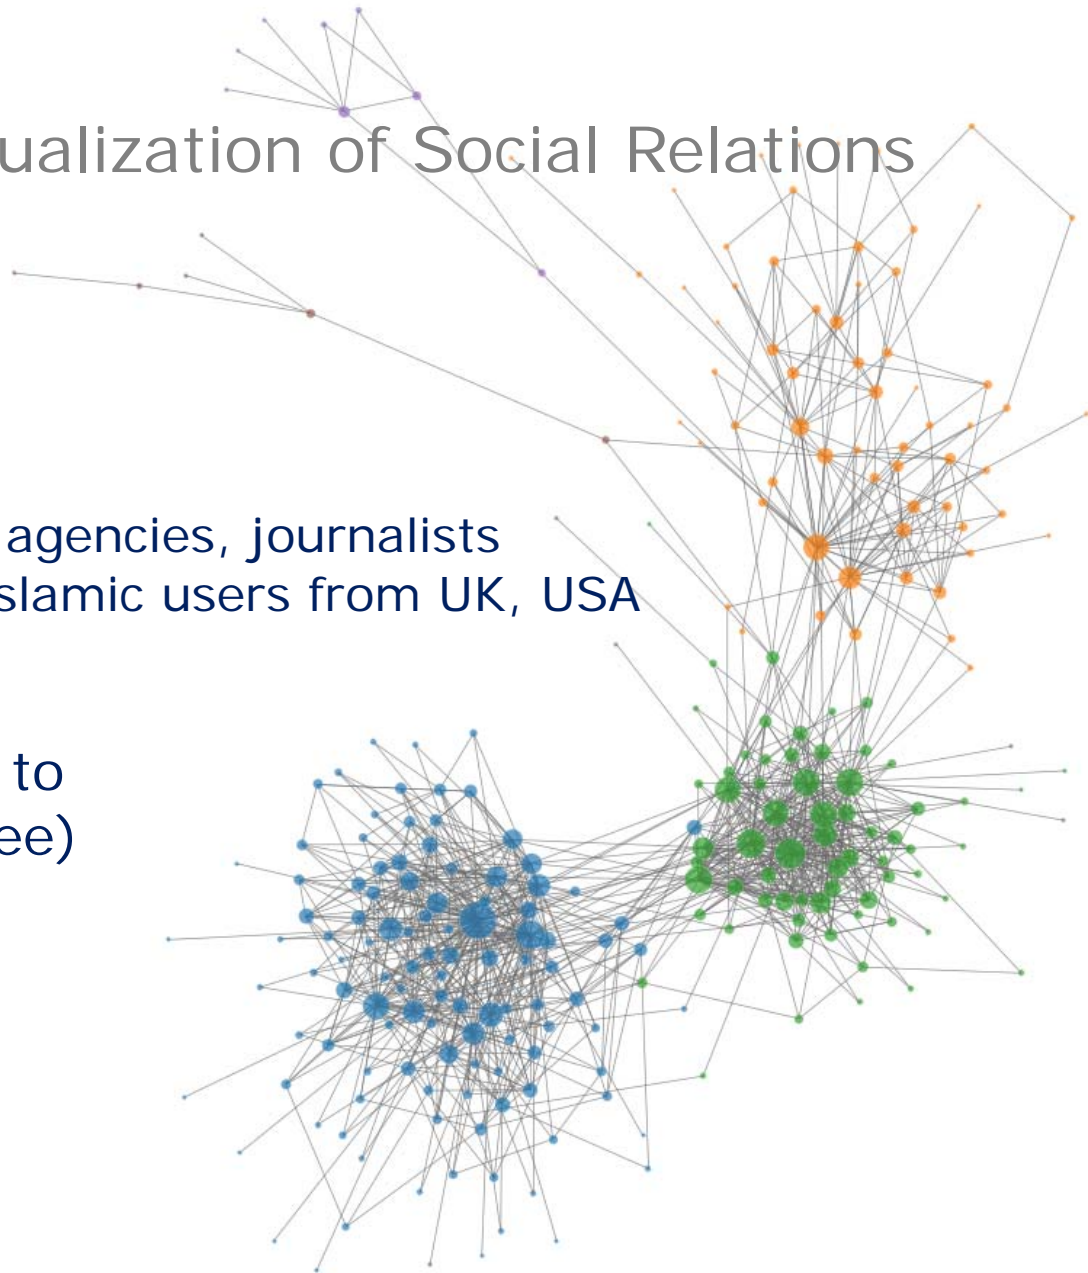 ualization of Social Relations
agencies, journalists
slamic users from UK, USA
to
ee)